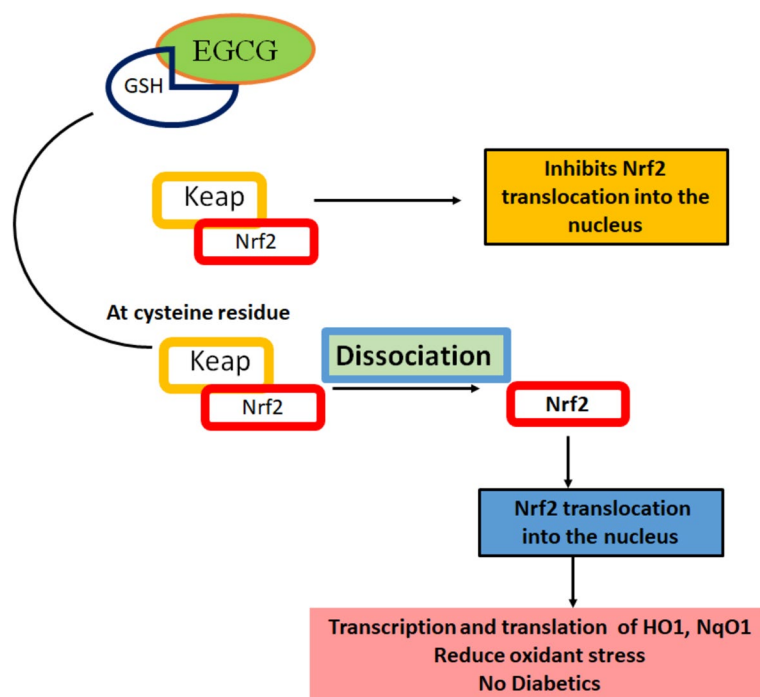 EGCG
GSH
Keap
Nrf2
Inhibits Nrf2
translocation into the
nucleus
At cysteine residue
Keap
Nrf2
Dissociation
Nrf2
Nrf2 translocation
into the nucleus
Transcription and translation of HO1, NqO1
Reduce oxidant stress
No Diabetics